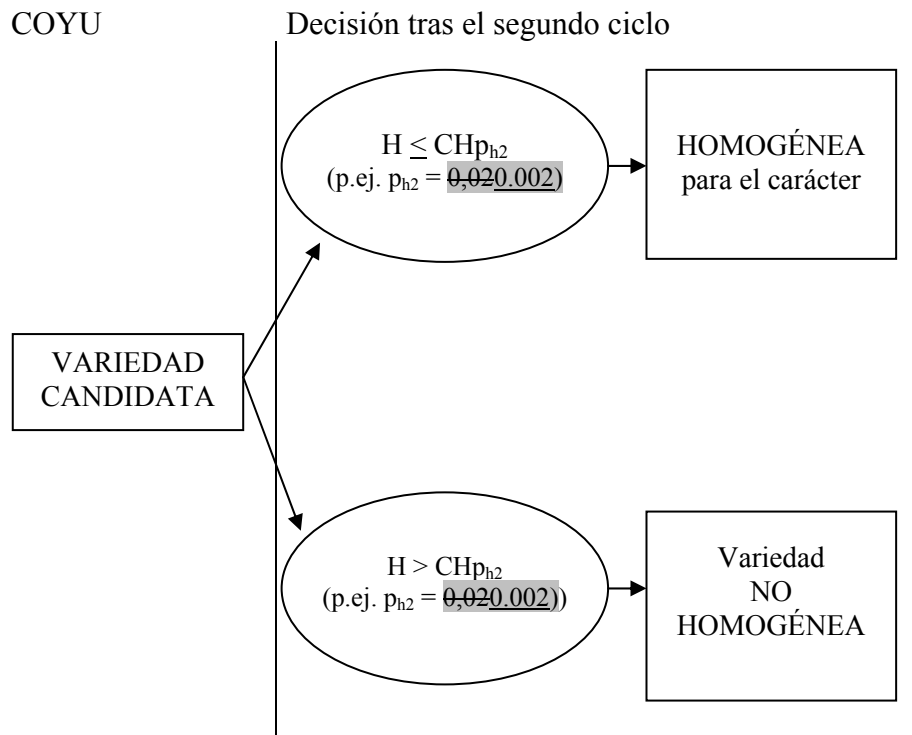 COYU
Decisión tras el segundo ciclo
H ≤ CHph2
(p.ej. ph2 = 0,020.002)
HOMOGÉNEA
para el carácter
VARIEDAD
CANDIDATA
H > CHph2
(p.ej. ph2 = 0,020.002))
Variedad
NO
HOMOGÉNEA